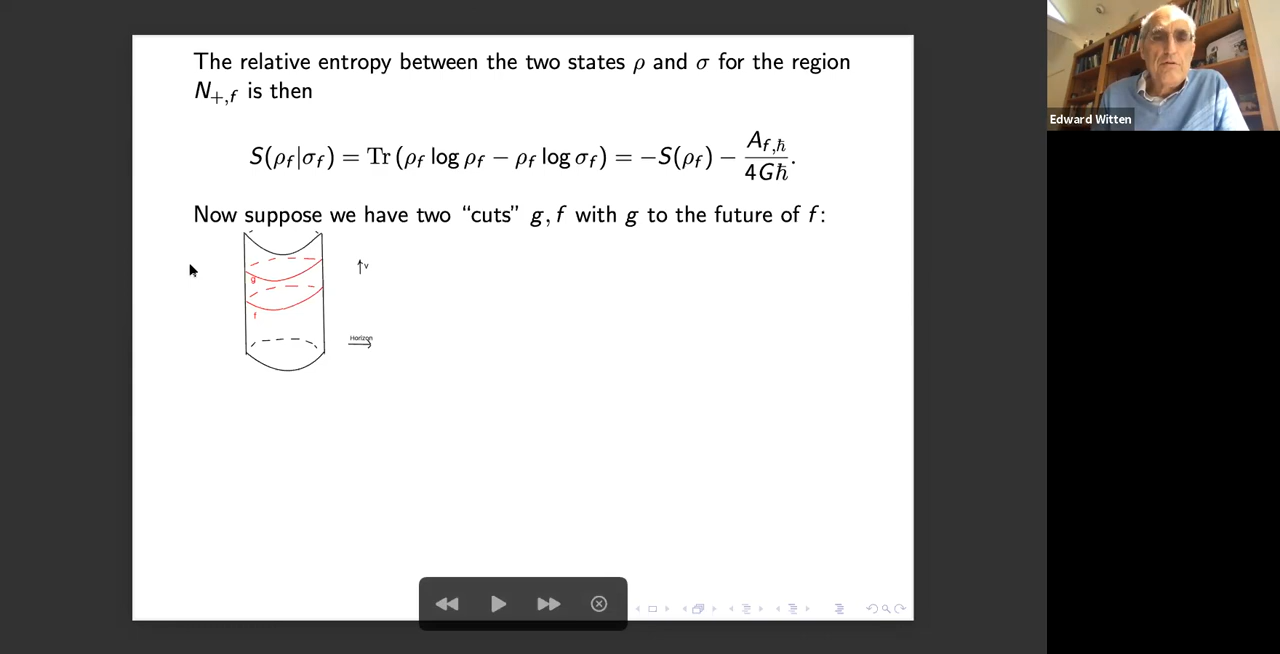 The relative entropy between the two states ρ and σ for the region
N₊,f is then
S(ρf|σf) = Tr (ρf log ρf − ρf log σf) = −S(ρf) − Af,ℏ / 4Gℏ.
Now suppose we have two “cuts” g, f with g to the future of f:
g
f
↑v
Horizon
Edward Witten